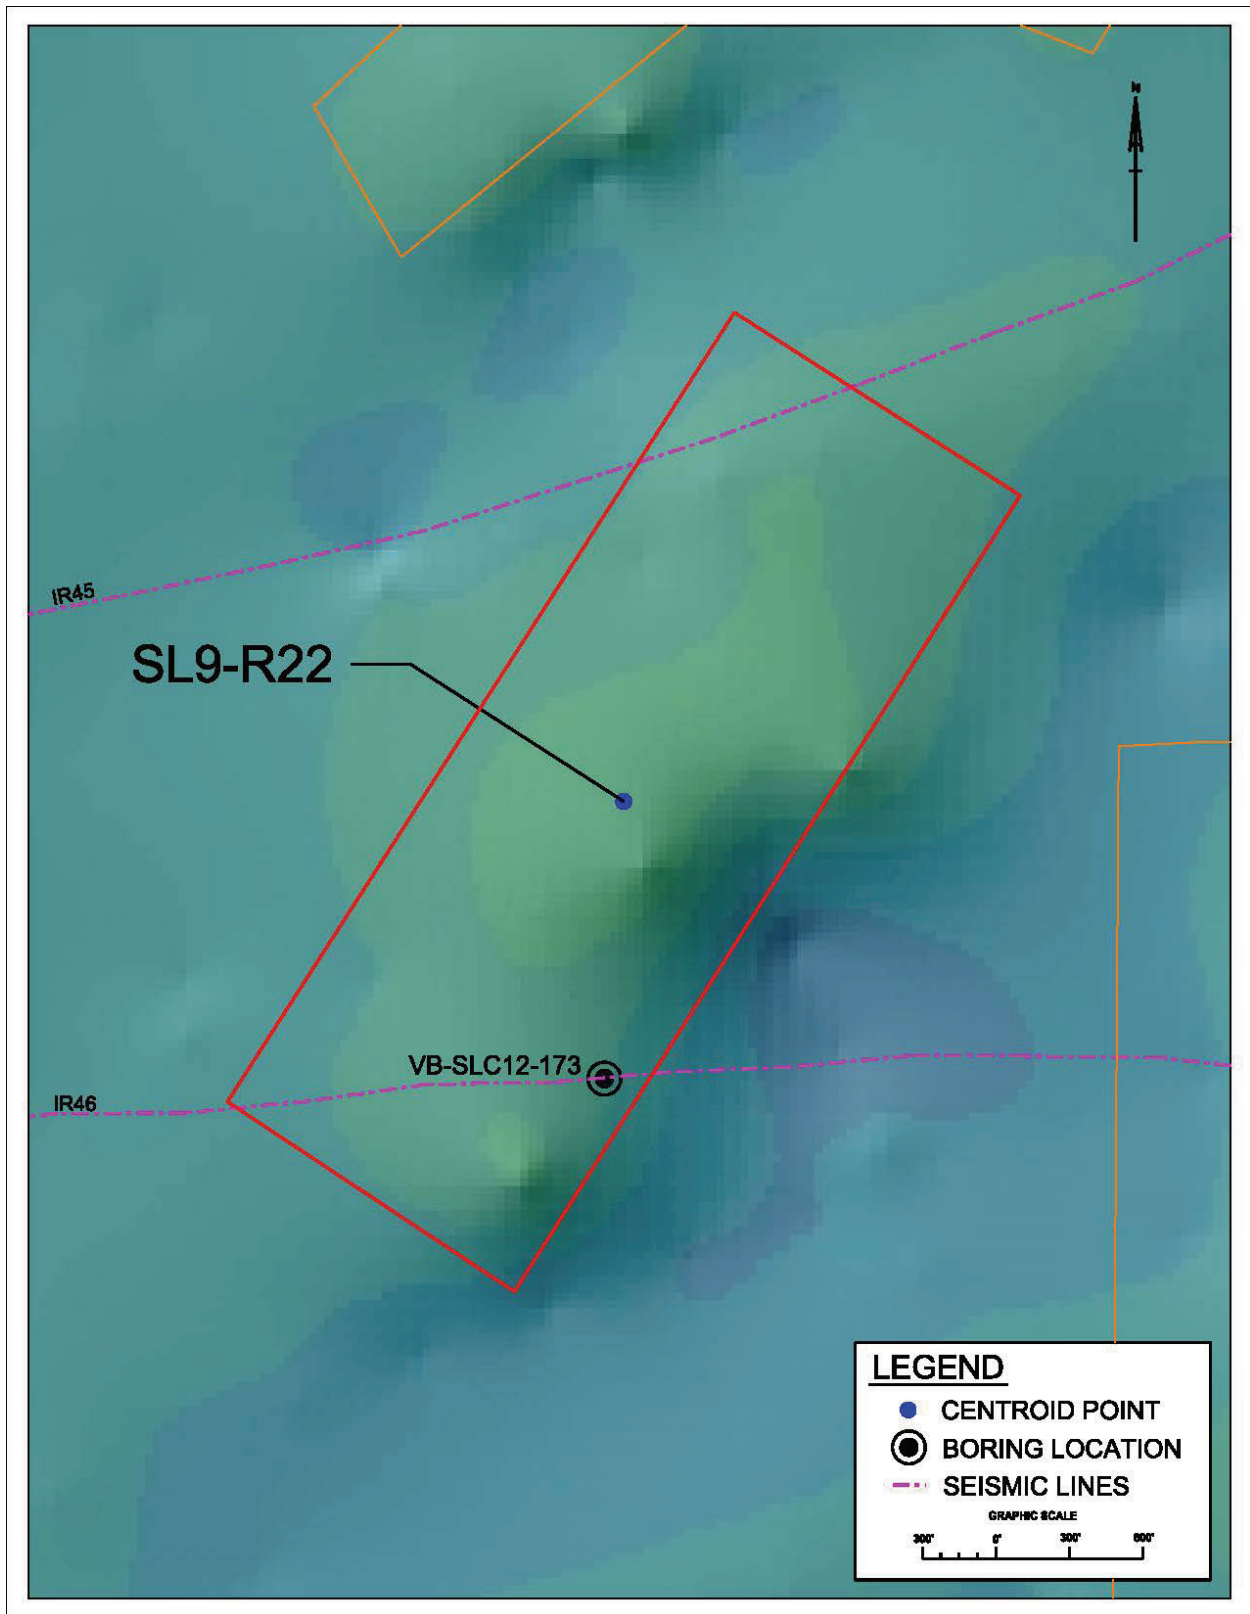 N
IR45
SL9-R22
VB-SLC12-173
IR46
LEGEND
CENTROID POINT
BORING LOCATION
SEISMIC LINES
GRAPHIC SCALE
300' 0' 300' 600'